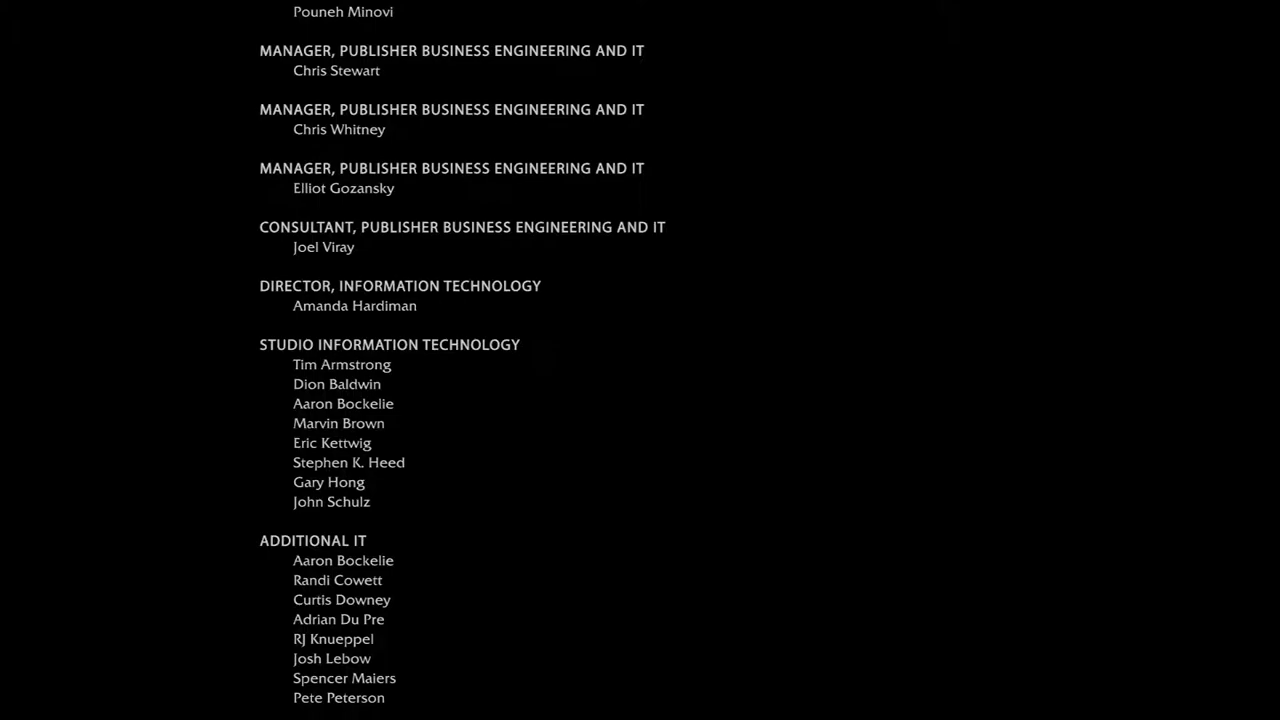 Pouneh Minovi
MANAGER, PUBLISHER BUSINESS ENGINEERING AND IT
Chris Stewart
MANAGER, PUBLISHER BUSINESS ENGINEERING AND IT
Chris Whitney
MANAGER, PUBLISHER BUSINESS ENGINEERING AND IT
Elliot Gozansky
CONSULTANT, PUBLISHER BUSINESS ENGINEERING AND IT
Joel Viray
DIRECTOR, INFORMATION TECHNOLOGY
Amanda Hardiman
STUDIO INFORMATION TECHNOLOGY
Tim Armstrong
Dion Baldwin
Aaron Bockelie
Marvin Brown
Eric Kettwig
Stephen K. Heed
Gary Hong
John Schulz
ADDITIONAL IT
Aaron Bockelie
Randi Cowett
Curtis Downey
Adrian Du Pre
RJ Knueppel
Josh Lebow
Spencer Maiers
Pete Peterson